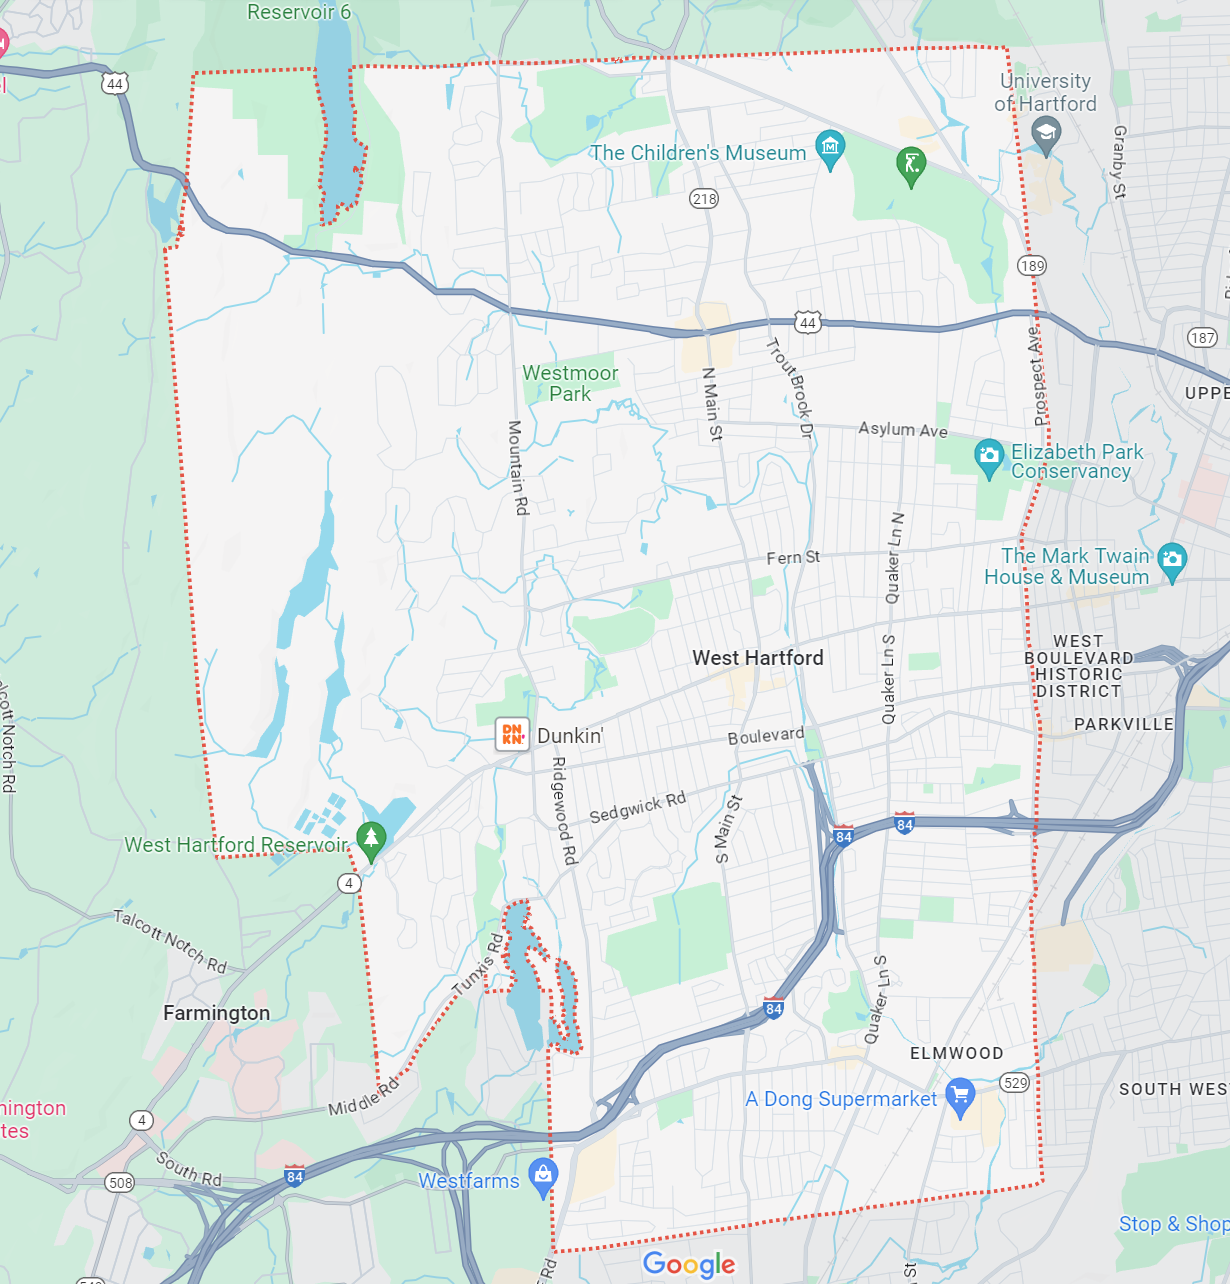 Reservoir 6
44
University
of Hartford
Granby St
The Children's Museum
218
189
44
187
Prospect Ave
Westmoor
Park
N Main St
Trout Brook Dr
UPPE
Asylum Ave
Mountain Rd
Elizabeth Park
Conservancy
Quaker Ln N
Fern St
The Mark Twain
House & Museum
West Hartford
WEST
BOULEVARD
HISTORIC
DISTRICT
Quaker Ln S
PARKVILLE
lcott Notch Rd
DN
KN'
Dunkin'
Boulevard
Ridgewood Rd
Sedgwick Rd
S Main St
84
84
West Hartford Reservoir
4
Talcott Notch Rd
Tunxis Rd
Quaker Ln S
Farmington
84
ELMWOOD
529
SOUTH WES
Middle Rd
A Dong Supermarket
mington
tes
4
South Rd
508
84
Westfarms
Stop & Shop
Rd
Google
St